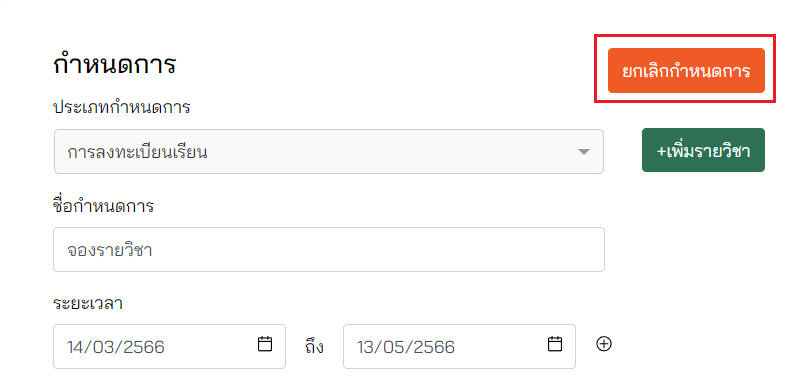 กำหนดการ
ยกเลิกกำหนดการ
ประเภทกำหนดการ
การลงทะเบียนเรียน
+เพิ่มรายวิชา
ชื่อกำหนดการ
จองรายวิชา
ระยะเวลา
14/03/2566 ถึง 13/05/2566